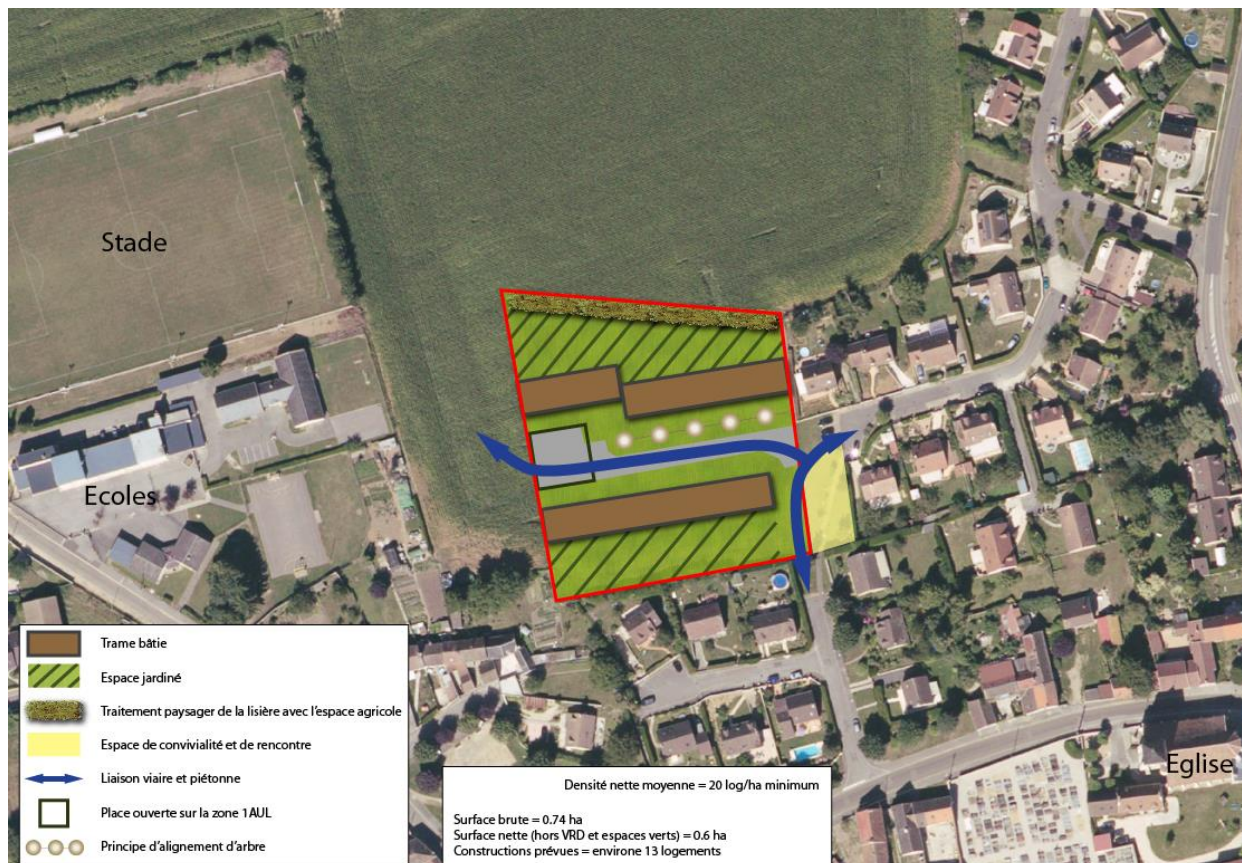 Stade
Ecoles
Eglise
Trame bâtie
Espace jardiné
Traitement paysager de la lisière avec l'espace agricole
Espace de convivialité et de rencontre
Liaison viaire et piétonne
Place ouverte sur la zone 1AUL
Principe d'alignement d'arbre
Densité nette moyenne = 20 log/ha minimum
Surface brute = 0.74 ha
Surface nette (hors VRD et espaces verts) = 0.6 ha
Constructions prévues = environ 13 logements